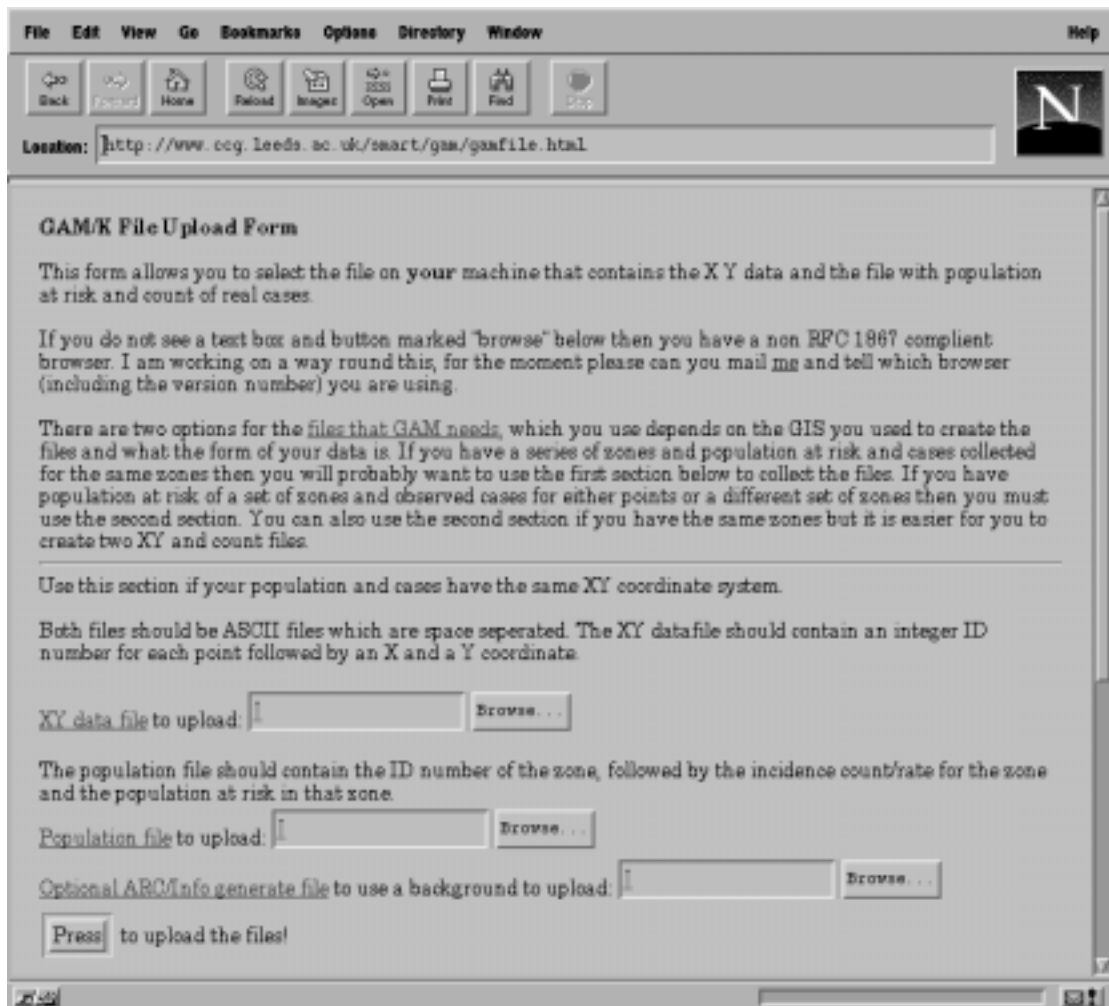 File Edit View Go Bookmarks Options Directory Window Help
Back Forward Home Reload Images Open Print Find Stop
N
Location: http://www.ccg.leeds.ac.uk/smart/gam/gamfile.html
GAM/K File Upload Form
This form allows you to select the file on your machine that contains the X Y data and the file with population
at risk and count of real cases.
If you do not see a text box and button marked "browse" below then you have a non RFC 1867 complient
browser. I am working on a way round this, for the moment please can you mail me and tell which browser
(including the version number) you are using.
There are two options for the files that GAM needs, which you use depends on the GIS you used to create the
files and what the form of your data is. If you have a series of zones and population at risk and cases collected
for the same zones then you will probably want to use the first section below to collect the files. If you have
population at risk of a set of zones and observed cases for either points or a different set of zones then you must
use the second section. You can also use the second section if you have the same zones but it is easier for you to
create two XY and count files.
Use this section if your population and cases have the same XY coordinate system.
Both files should be ASCII files which are space seperated. The XY datafile should contain an integer ID
number for each point followed by an X and a Y coordinate.
XY data file to upload: Browse...
The population file should contain the ID number of the zone, followed by the incidence count/rate for the zone
and the population at risk in that zone.
Population file to upload: Browse...
Optional ARC/Info generate file to use a background to upload: Browse...
Press to upload the files!